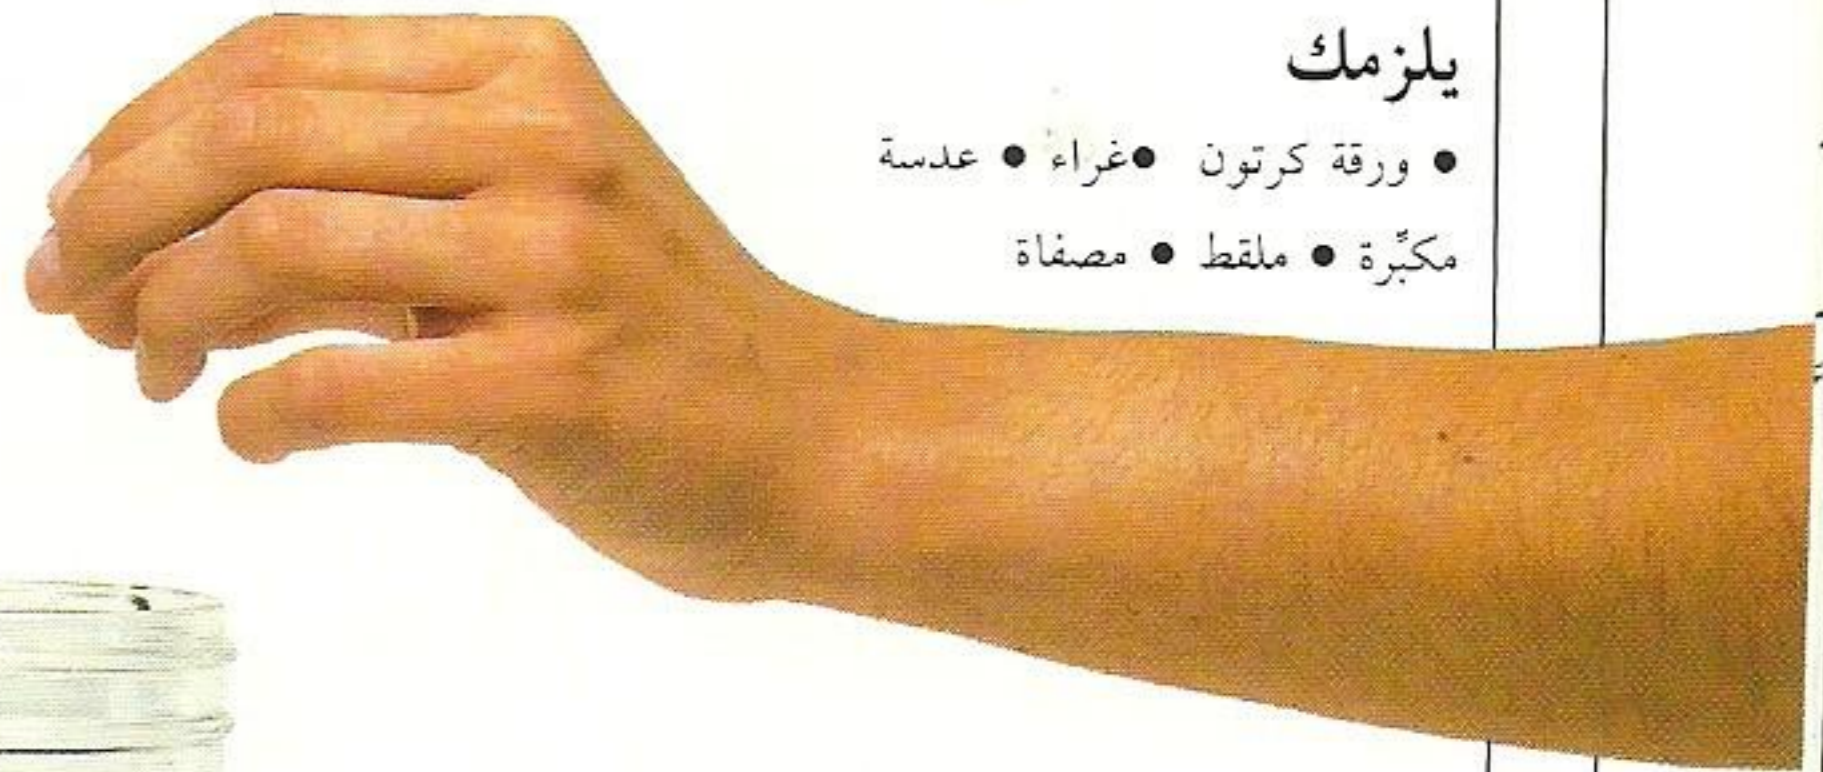 يلزمك
● ورقة كرتون ●غراء ● عدسة
مكبِّرة ● ملقط ● مصفاة